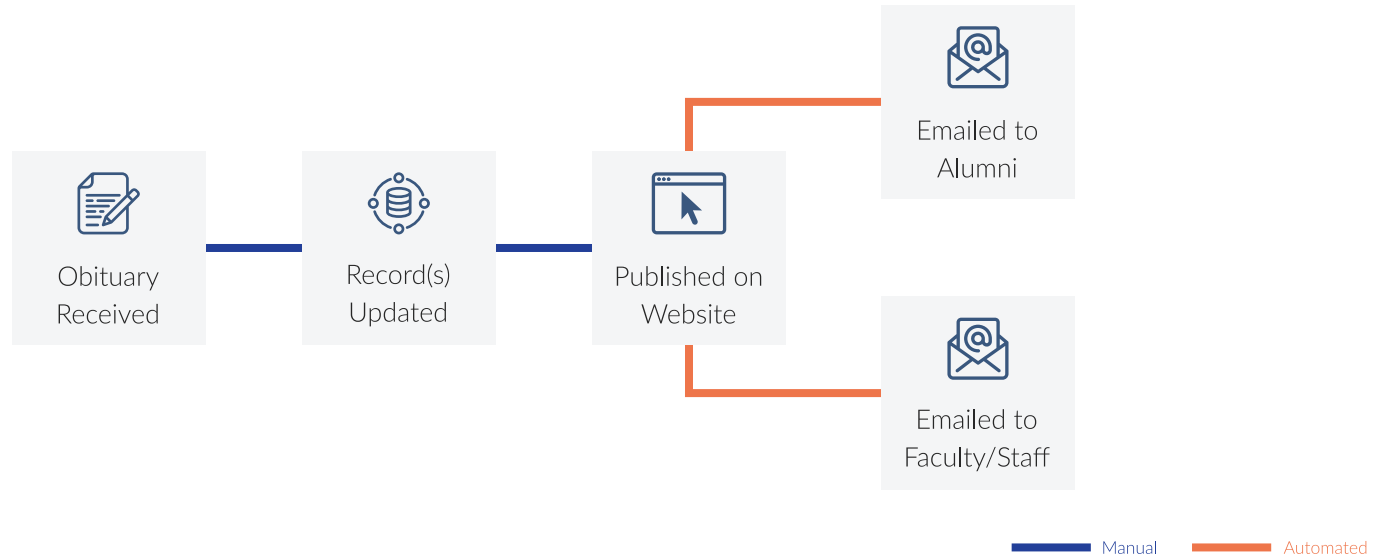 Obituary
Received
Record(s)
Updated
Published on
Website
Emailed to
Alumni
Emailed to
Faculty/Staff
Manual
Automated